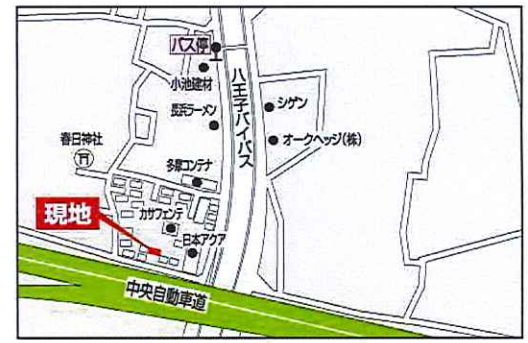 バス停
小池建材
長浜ラーメン
八王子バイパス
シゲン
オークヘッジ(株)
春日神社
多摩コンテナ
現地
カサフェンテ
日本アクア
中央自動車道